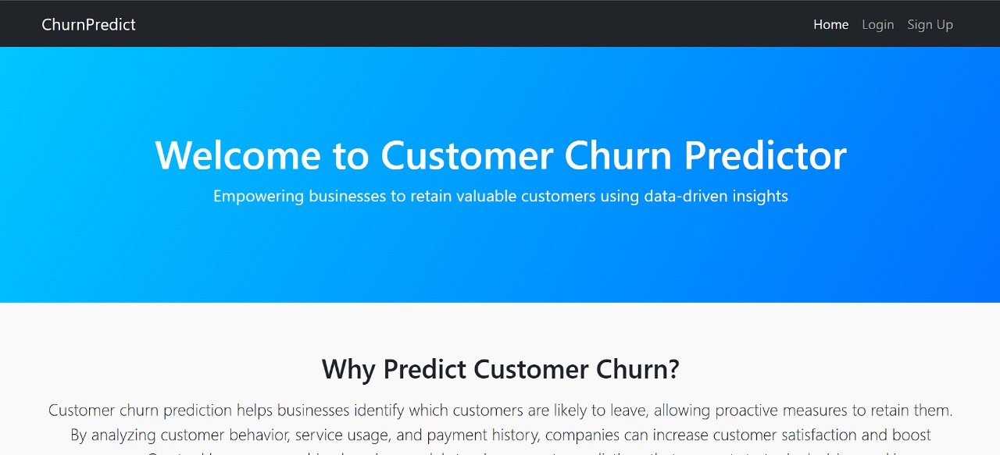 ChurnPredict
Home Login Sign Up
Welcome to Customer Churn Predictor
Empowering businesses to retain valuable customers using data-driven insights
Why Predict Customer Churn?
Customer churn prediction helps businesses identify which customers are likely to leave, allowing proactive measures to retain them.
By analyzing customer behavior, service usage, and payment history, companies can increase customer satisfaction and boost